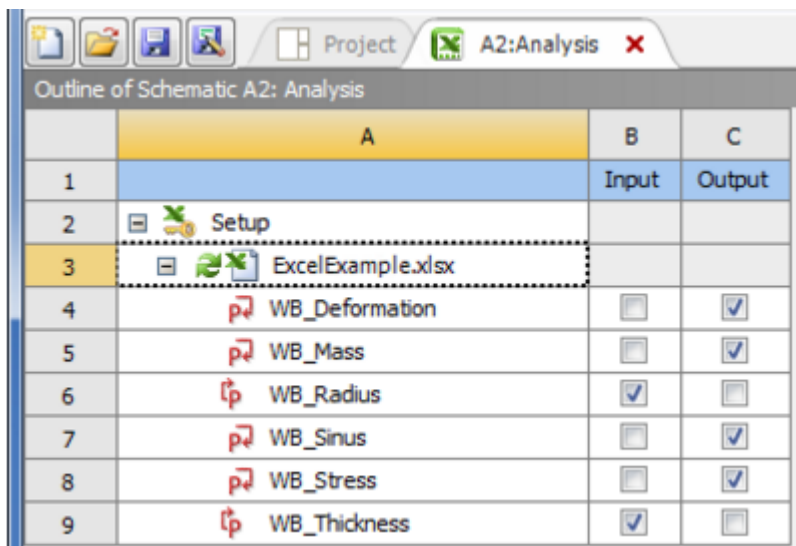 Project A2:Analysis
Outline of Schematic A2: Analysis
A B C
1 Input Output
2 Setup
3 ExcelExample.xlsx
4 WB_Deformation
5 WB_Mass
6 WB_Radius
7 WB_Sinus
8 WB_Stress
9 WB_Thickness